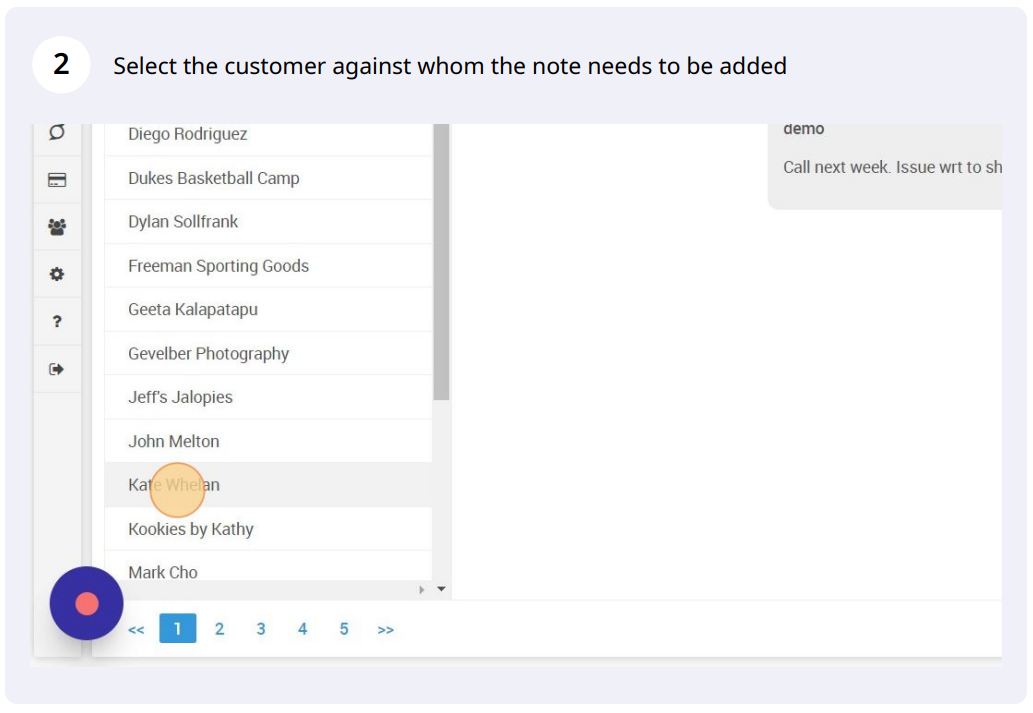 2
Select the customer against whom the note needs to be added
Diego Rodriguez
Dukes Basketball Camp
Dylan Sollfrank
Freeman Sporting Goods
Geeta Kalapatapu
Gevelber Photography
Jeff's Jalopies
John Melton
Kate Whelan
Kookies by Kathy
Mark Cho
demo
Call next week. Issue wrt to sh
?
<< 1 2 3 4 5 >>